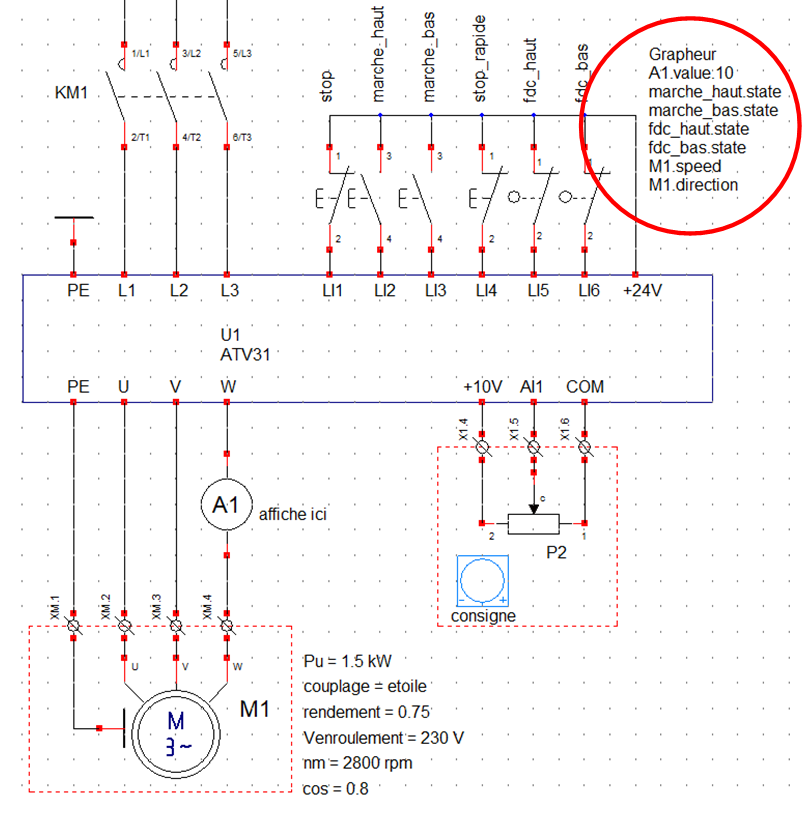 1/L1 3/L2 5/L3
KM1
2/T1 4/T2 6/T3
stop marche_haut marche_bas stop_rapide fdc_haut fdc_bas
Grapheur
A1.value:10
marche_haut.state
marche_bas.state
fdc_haut.state
fdc_bas.state
M1.speed
M1.direction
1 3 3 1 1 1
E E E E
2 4 4 2 2 2
PE L1 L2 L3 LI1 LI2 LI3 LI4 LI5 LI6 +24V
U1
ATV31
PE U V W +10V AI1 COM
X1.4 X1.5 X1.6
A1 affiche ici
c
2 1
P2
- +
consigne
XM.1 XM.2 XM.3 XM.4
U V W
M1
M
3~
Pu = 1.5 kW
couplage = etoile
rendement = 0.75
Venroulement = 230 V
nm = 2800 rpm
cos = 0.8